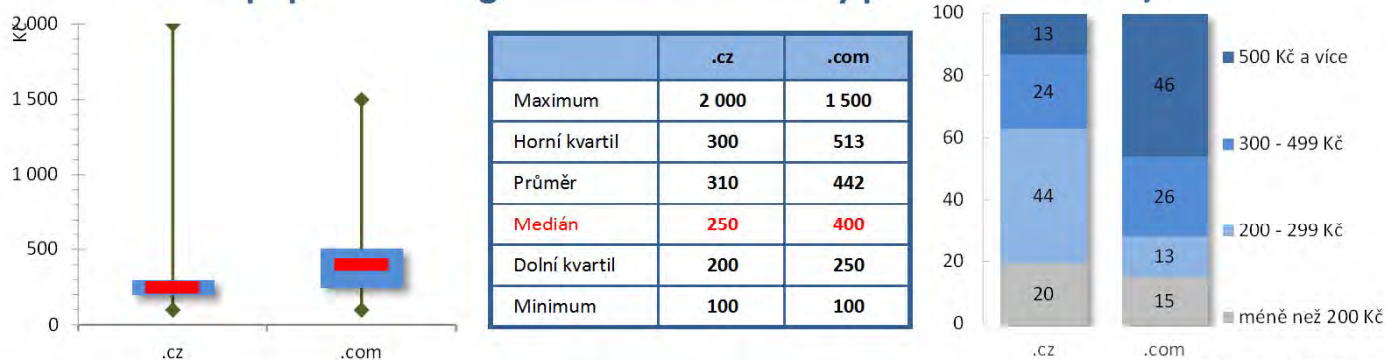 Kč
2 000
1 500
1 000
500
0
.cz
.com
.cz .com
Maximum 2 000 1 500
Horní kvartil 300 513
Průměr 310 442
Medián 250 400
Dolní kvartil 200 250
Minimum 100 100
100
80
60
40
20
0
13
24
44
20
46
26
13
15
.cz
.com
500 Kč a více
300 - 499 Kč
200 - 299 Kč
méně než 200 Kč